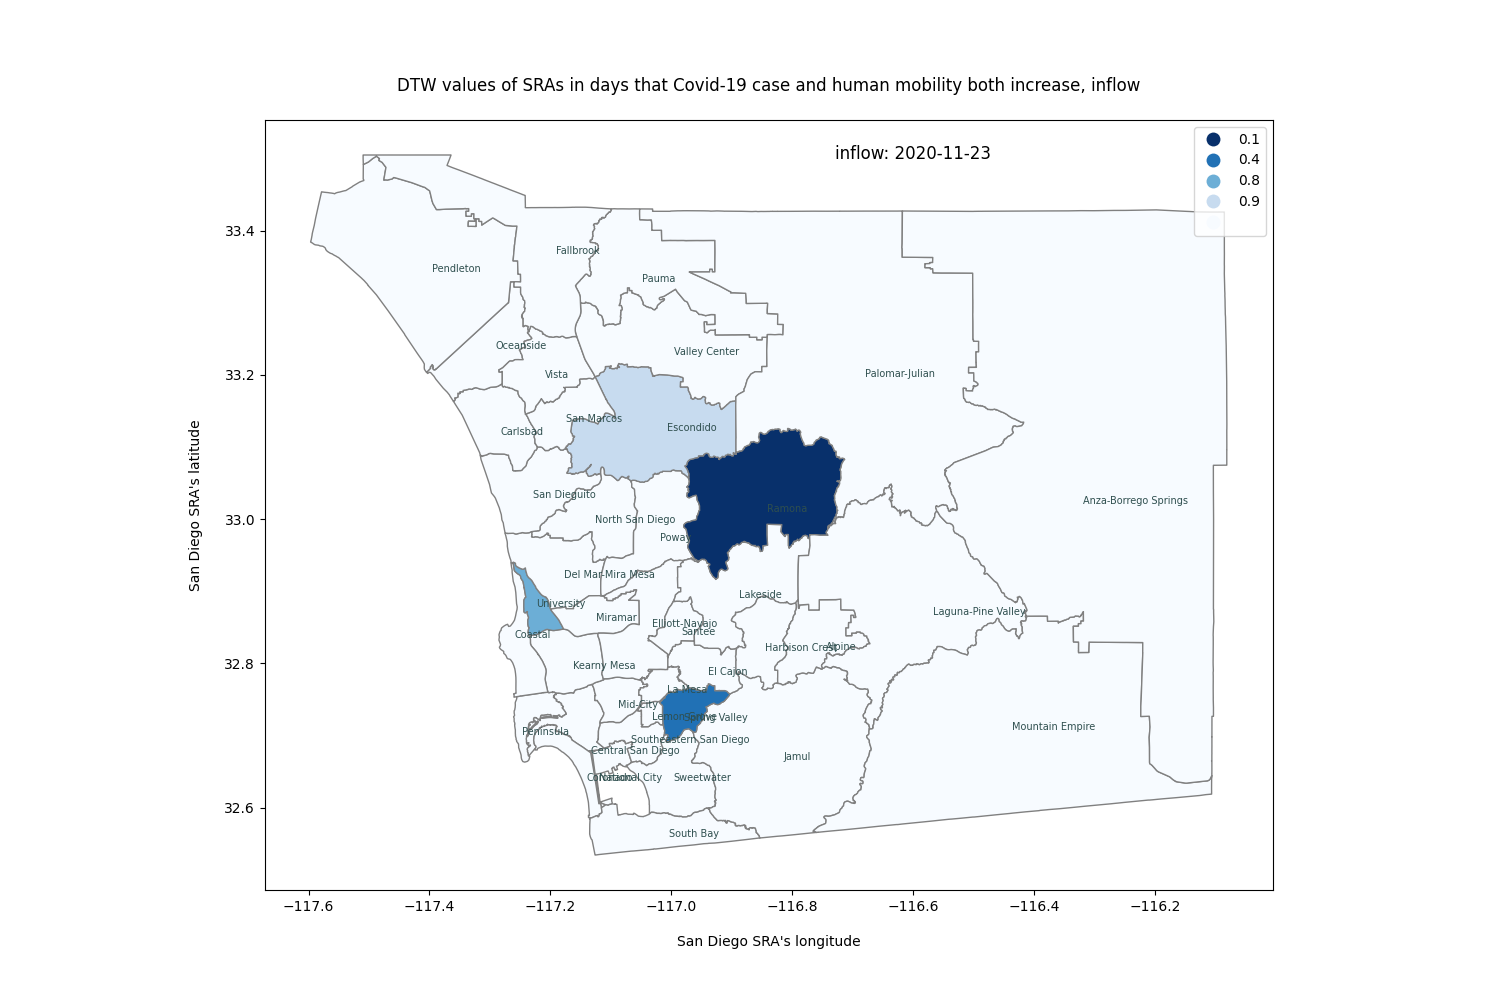 DTW values of SRAs in days that Covid-19 case and human mobility both increase, inflow
inflow: 2020-11-23
0.1
0.4
0.8
0.9
33.4
33.2
33.0
32.8
32.6
San Diego SRA's latitude
Fallbrook
Pendleton
Pauma
Oceanside
Valley Center
Vista
Palomar-Julian
San Marcos
Escondido
Carlsbad
San Dieguito
Anza-Borrego Springs
Ramona
North San Diego
Poway
Del Mar-Mira Mesa
Lakeside
University
Laguna-Pine Valley
Miramar
Elliott-Navajo
Santee
Coastal
Harbison Crest
Alpine
Kearny Mesa
El Cajon
La Mesa
Mid-City
Lemon Grove
Spring Valley
Mountain Empire
Peninsula
Southeastern San Diego
Central San Diego
Jamul
Coronado
National City
Sweetwater
South Bay
−117.6
−117.4
−117.2
−117.0
−116.8
−116.6
−116.4
−116.2
San Diego SRA's longitude